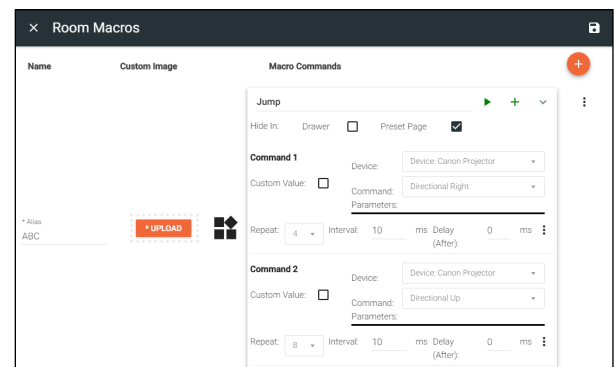 × Room Macros
Name Custom Image Macro Commands
Jump
Hide In: Drawer Preset Page
Command 1
Device: Device: Canon Projector
Custom Value:
Command: Directional Right
Parameters:
* Alias
ABC
* UPLOAD
Repeat: 4 Interval: 10 ms Delay (After): 0 ms
Command 2
Device: Device: Canon Projector
Custom Value:
Command: Directional Up
Parameters:
Repeat: 8 Interval: 10 ms Delay (After): 0 ms